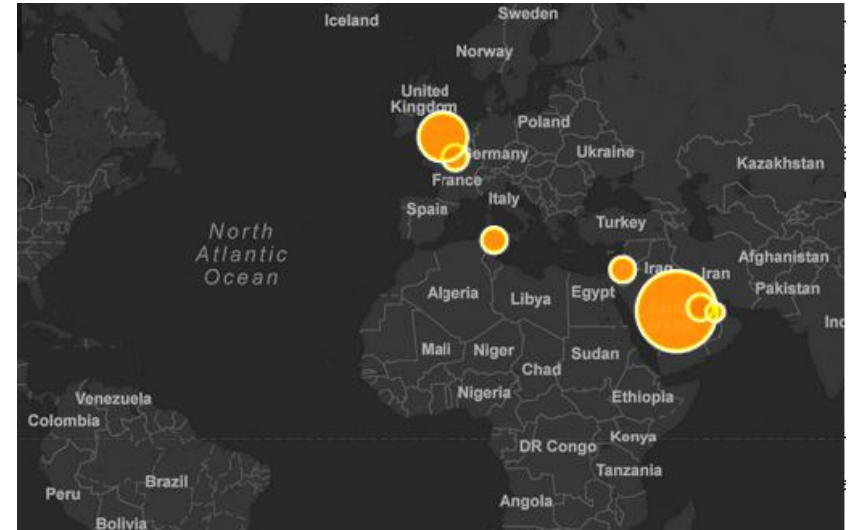 Iceland
Sweden
Norway
United
Kingdom
Poland
Germany
Ukraine
Kazakhstan
France
Italy
Spain
Turkey
North
Atlantic
Ocean
Iraq
Iran
Afghanistan
Pakistan
Algeria
Libya
Egypt
Mali
Niger
Chad
Sudan
Nigeria
Ethiopia
Venezuela
Colombia
DR Congo
Kenya
Tanzania
Brazil
Peru
Angola
Bolivia